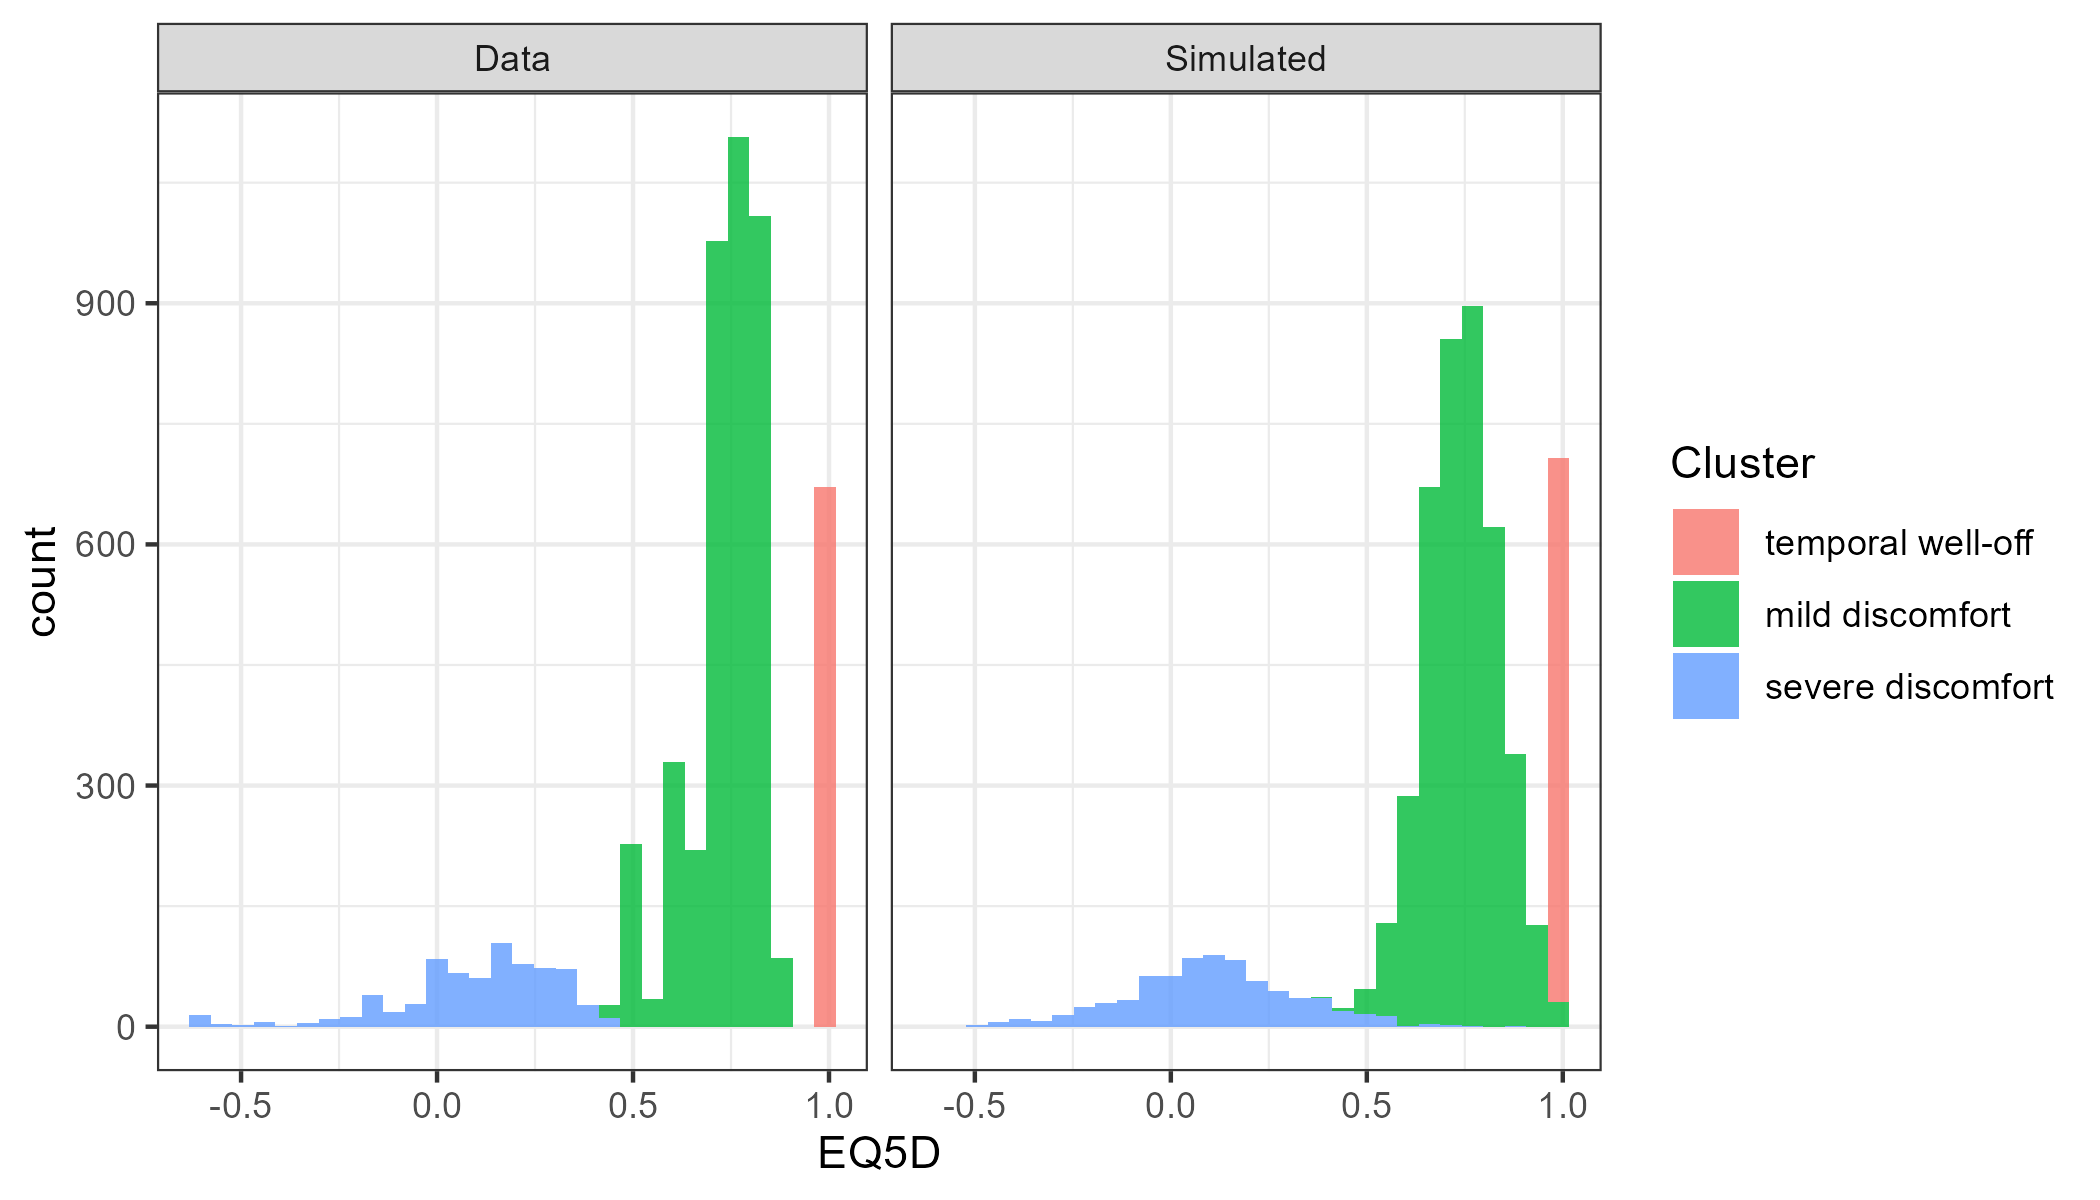 Data
Simulated
count
900
600
300
0
-0.5
0.0
0.5
1.0
-0.5
0.0
0.5
1.0
EQ5D
Cluster
temporal well-off
mild discomfort
severe discomfort